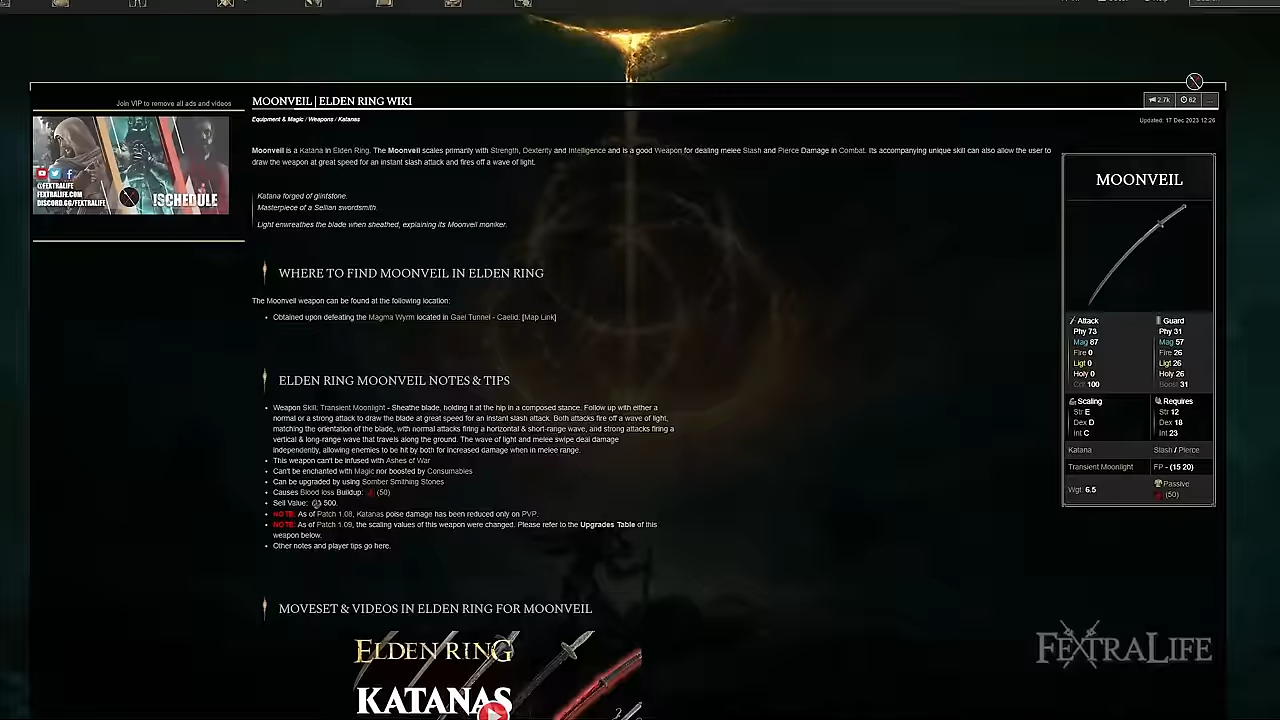 Join VIP to remove all ads and videos
@FEXTRALIFE
FEXTRALIFE.COM
DISCORD.GG/FEXTRALIFE
!SCHEDULE
MOONVEIL | ELDEN RING WIKI
2.7k
62
...
Equipment & Magic / Weapons / Katanas
Updated: 17 Dec 2023 12:26
Moonveil is a Katana in Elden Ring. The Moonveil scales primarily with Strength, Dexterity and Intelligence and is a good Weapon for dealing melee Slash and Pierce Damage in Combat. Its accompanying unique skill can also allow the user to
draw the weapon at great speed for an instant slash attack and fires off a wave of light.
Katana forged of glintstone.
Masterpiece of a Sellian swordsmith.
Light enwreathes the blade when sheathed, explaining its Moonveil moniker.
WHERE TO FIND MOONVEIL IN ELDEN RING
The Moonveil weapon can be found at the following location:
Obtained upon defeating the Magma Wyrm located in Gael Tunnel - Caelid. [Map Link]
ELDEN RING MOONVEIL NOTES & TIPS
Weapon Skill: Transient Moonlight - Sheathe blade, holding it at the hip in a composed stance. Follow up with either a
normal or a strong attack to draw the blade at great speed for an instant slash attack. Both attacks fire off a wave of light,
matching the orientation of the blade, with normal attacks firing a horizontal & short-range wave, and strong attacks firing a
vertical & long-range wave that travels along the ground. The wave of light and melee swipe deal damage
independently, allowing enemies to be hit by both for increased damage when in melee range.
This weapon can't be infused with Ashes of War
Can't be enchanted with Magic nor boosted by Consumables
Can be upgraded by using Somber Smithing Stones
Causes Blood loss Buildup: (50)
Sell Value: 500.
NOTE: As of Patch 1.08, Katanas poise damage has been reduced only on PVP.
NOTE: As of Patch 1.09, the scaling values of this weapon were changed. Please refer to the Upgrades Table of this
weapon below.
Other notes and player tips go here.
MOVESET & VIDEOS IN ELDEN RING FOR MOONVEIL
ELDEN RING
KATANAS
MOONVEIL
Attack Guard
Phy 73 Phy 31
Mag 87 Mag 57
Fire 0 Fire 26
Ligt 0 Ligt 26
Holy 0 Holy 26
Crit 100 Boost 31
Scaling Requires
Str E Str 12
Dex D Dex 18
Int C Int 23
Katana Slash / Pierce
Transient Moonlight FP - (15 20)
Wgt. 6.5 Passive
(50)
FEXTRALIFE